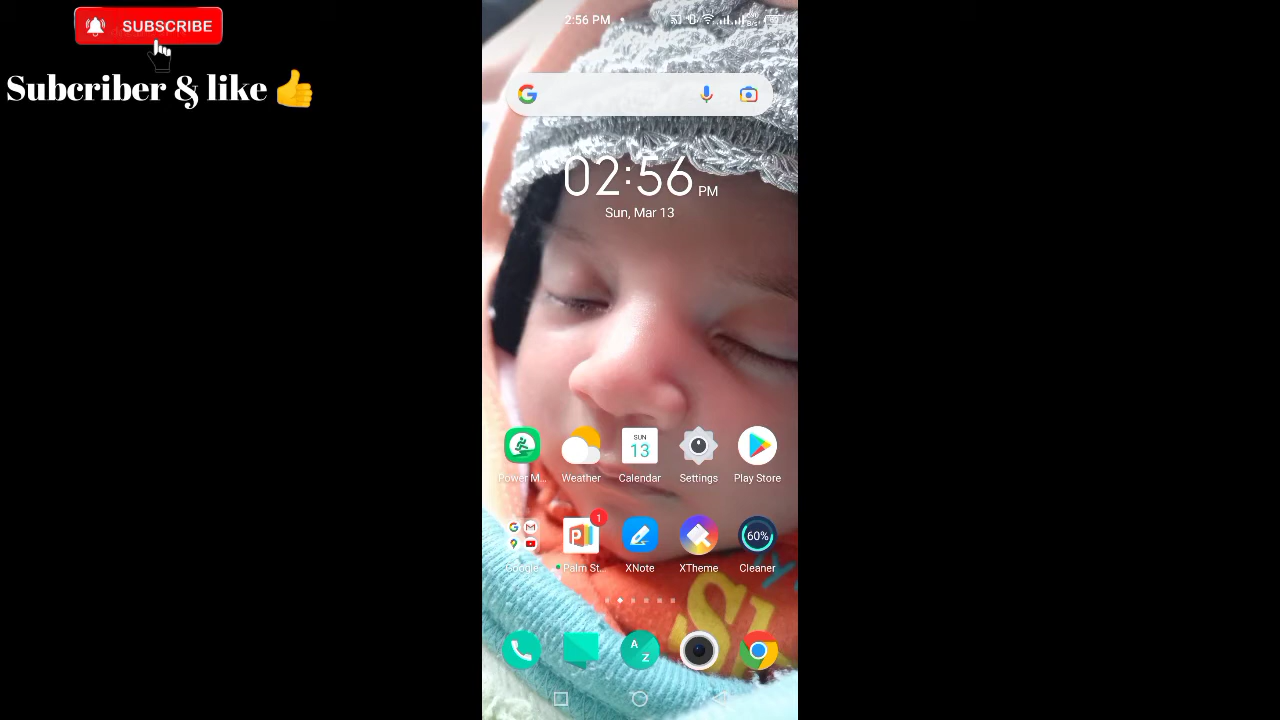 SUBSCRIBE
Subcriber & like 👍
2:56 PM
02:56 PM
Sun, Mar 13
SUN
13
Power M...
Weather
Calendar
Settings
Play Store
1
60%
Google
Palm St...
XNote
XTheme
Cleaner
A
Z